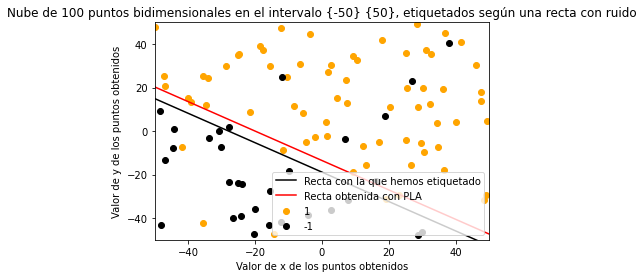 Nube de 100 puntos bidimensionales en el intervalo {-50} {50}, etiquetados según una recta con ruido
Valor de y de los puntos obtenidos
40
20
0
−20
−40
Recta con la que hemos etiquetado
Recta obtenida con PLA
1
-1
−40
−20
0
20
40
Valor de x de los puntos obtenidos